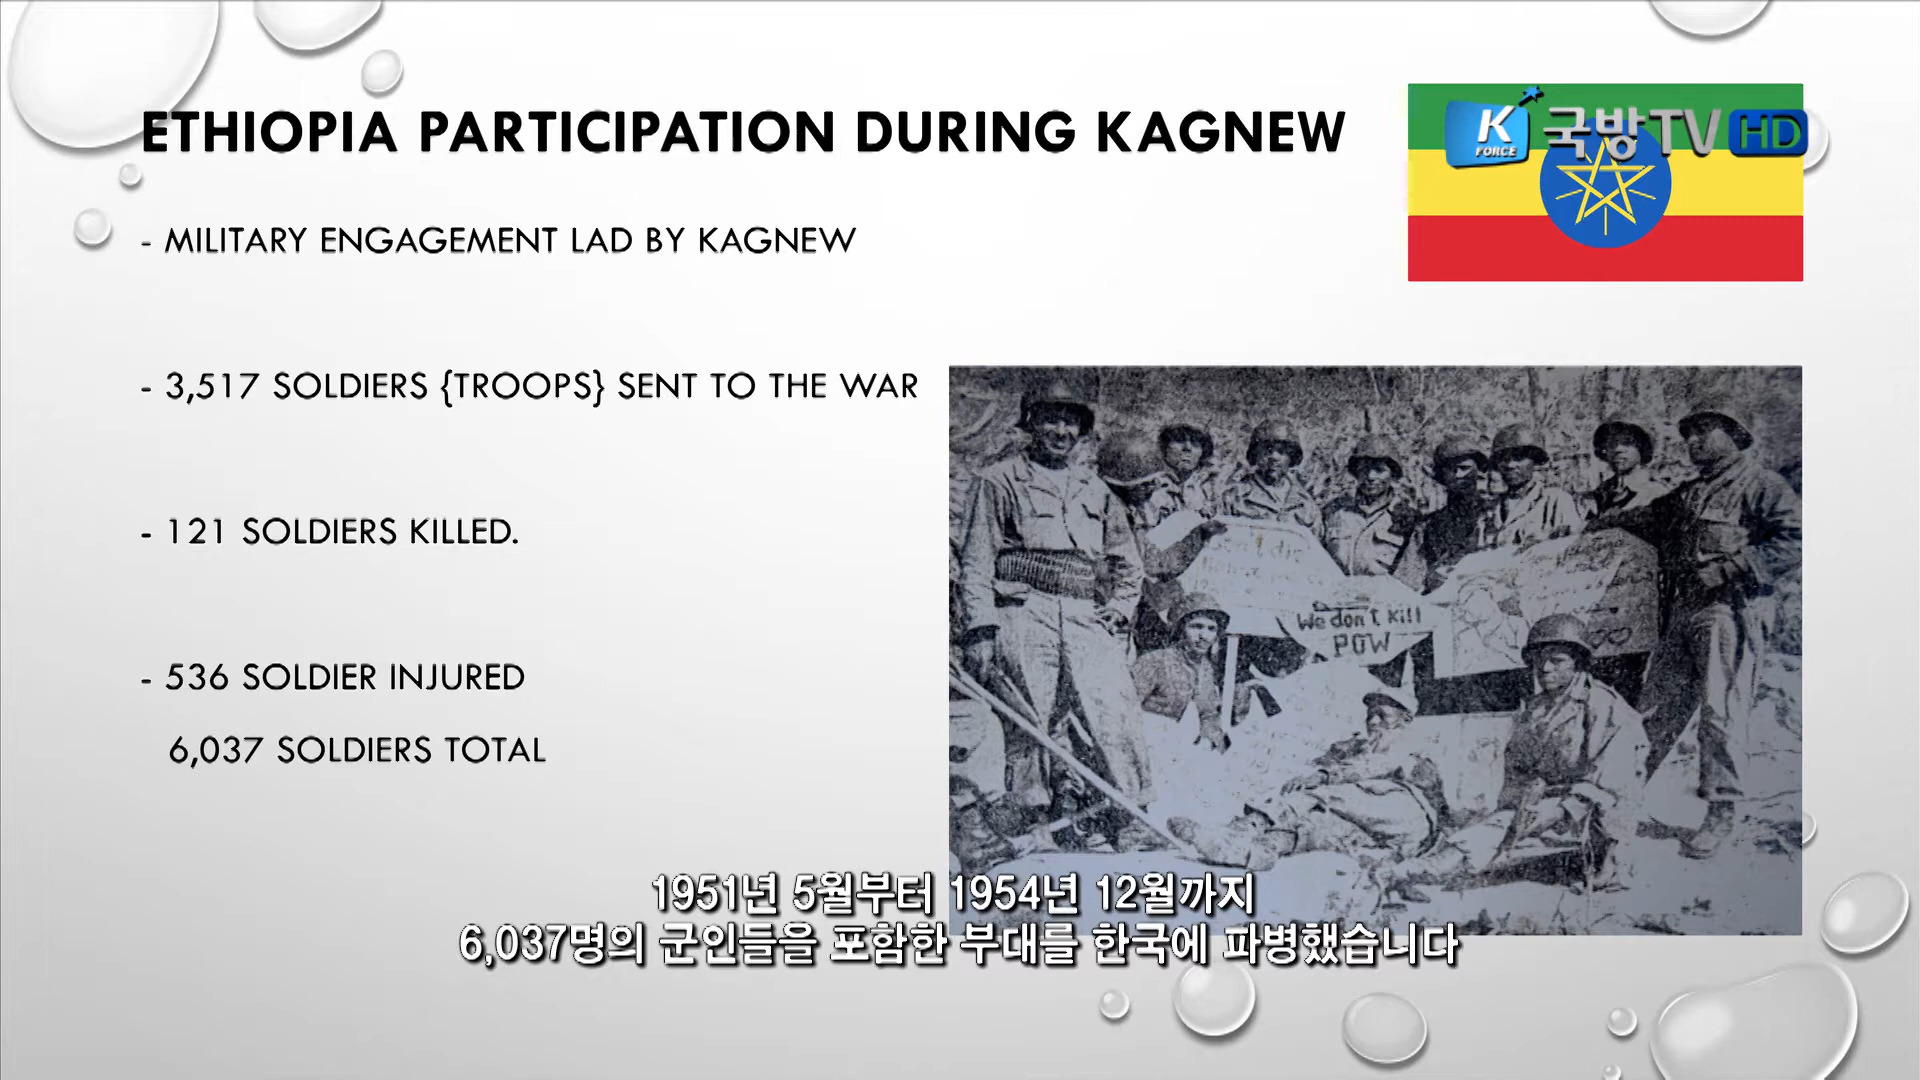 ETHIOPIA PARTICIPATION DURING KAGNEW
K FORCE 국방TV HD
- MILITARY ENGAGEMENT LAD BY KAGNEW
- 3,517 SOLDIERS {TROOPS} SENT TO THE WAR
- 121 SOLDIERS KILLED.
- 536 SOLDIER INJURED
6,037 SOLDIERS TOTAL
Don't die
We don't kill
POW
1951년 5월부터 1954년 12월까지
6,037명의 군인들을 포함한 부대를 한국에 파병했습니다